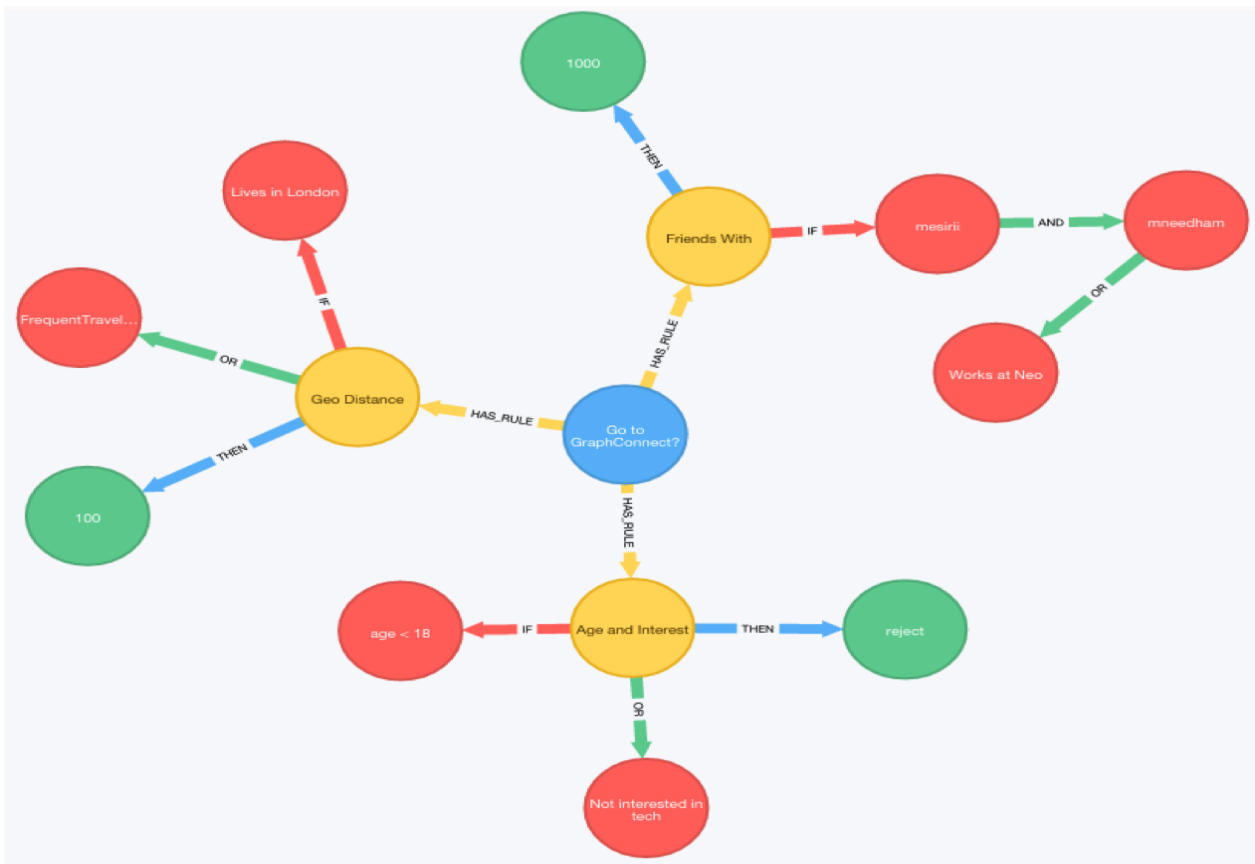 1000
THEN
Lives in London
Friends With
IF
mesirii
AND
mneedham
OR
IF
FrequentTravel...
OR
HAS_RULE
Works at Neo
Geo Distance
HAS_RULE
Go to
GraphConnect?
THEN
100
HAS_RULE
age < 18
IF
Age and Interest
THEN
reject
OR
Not interested in
tech